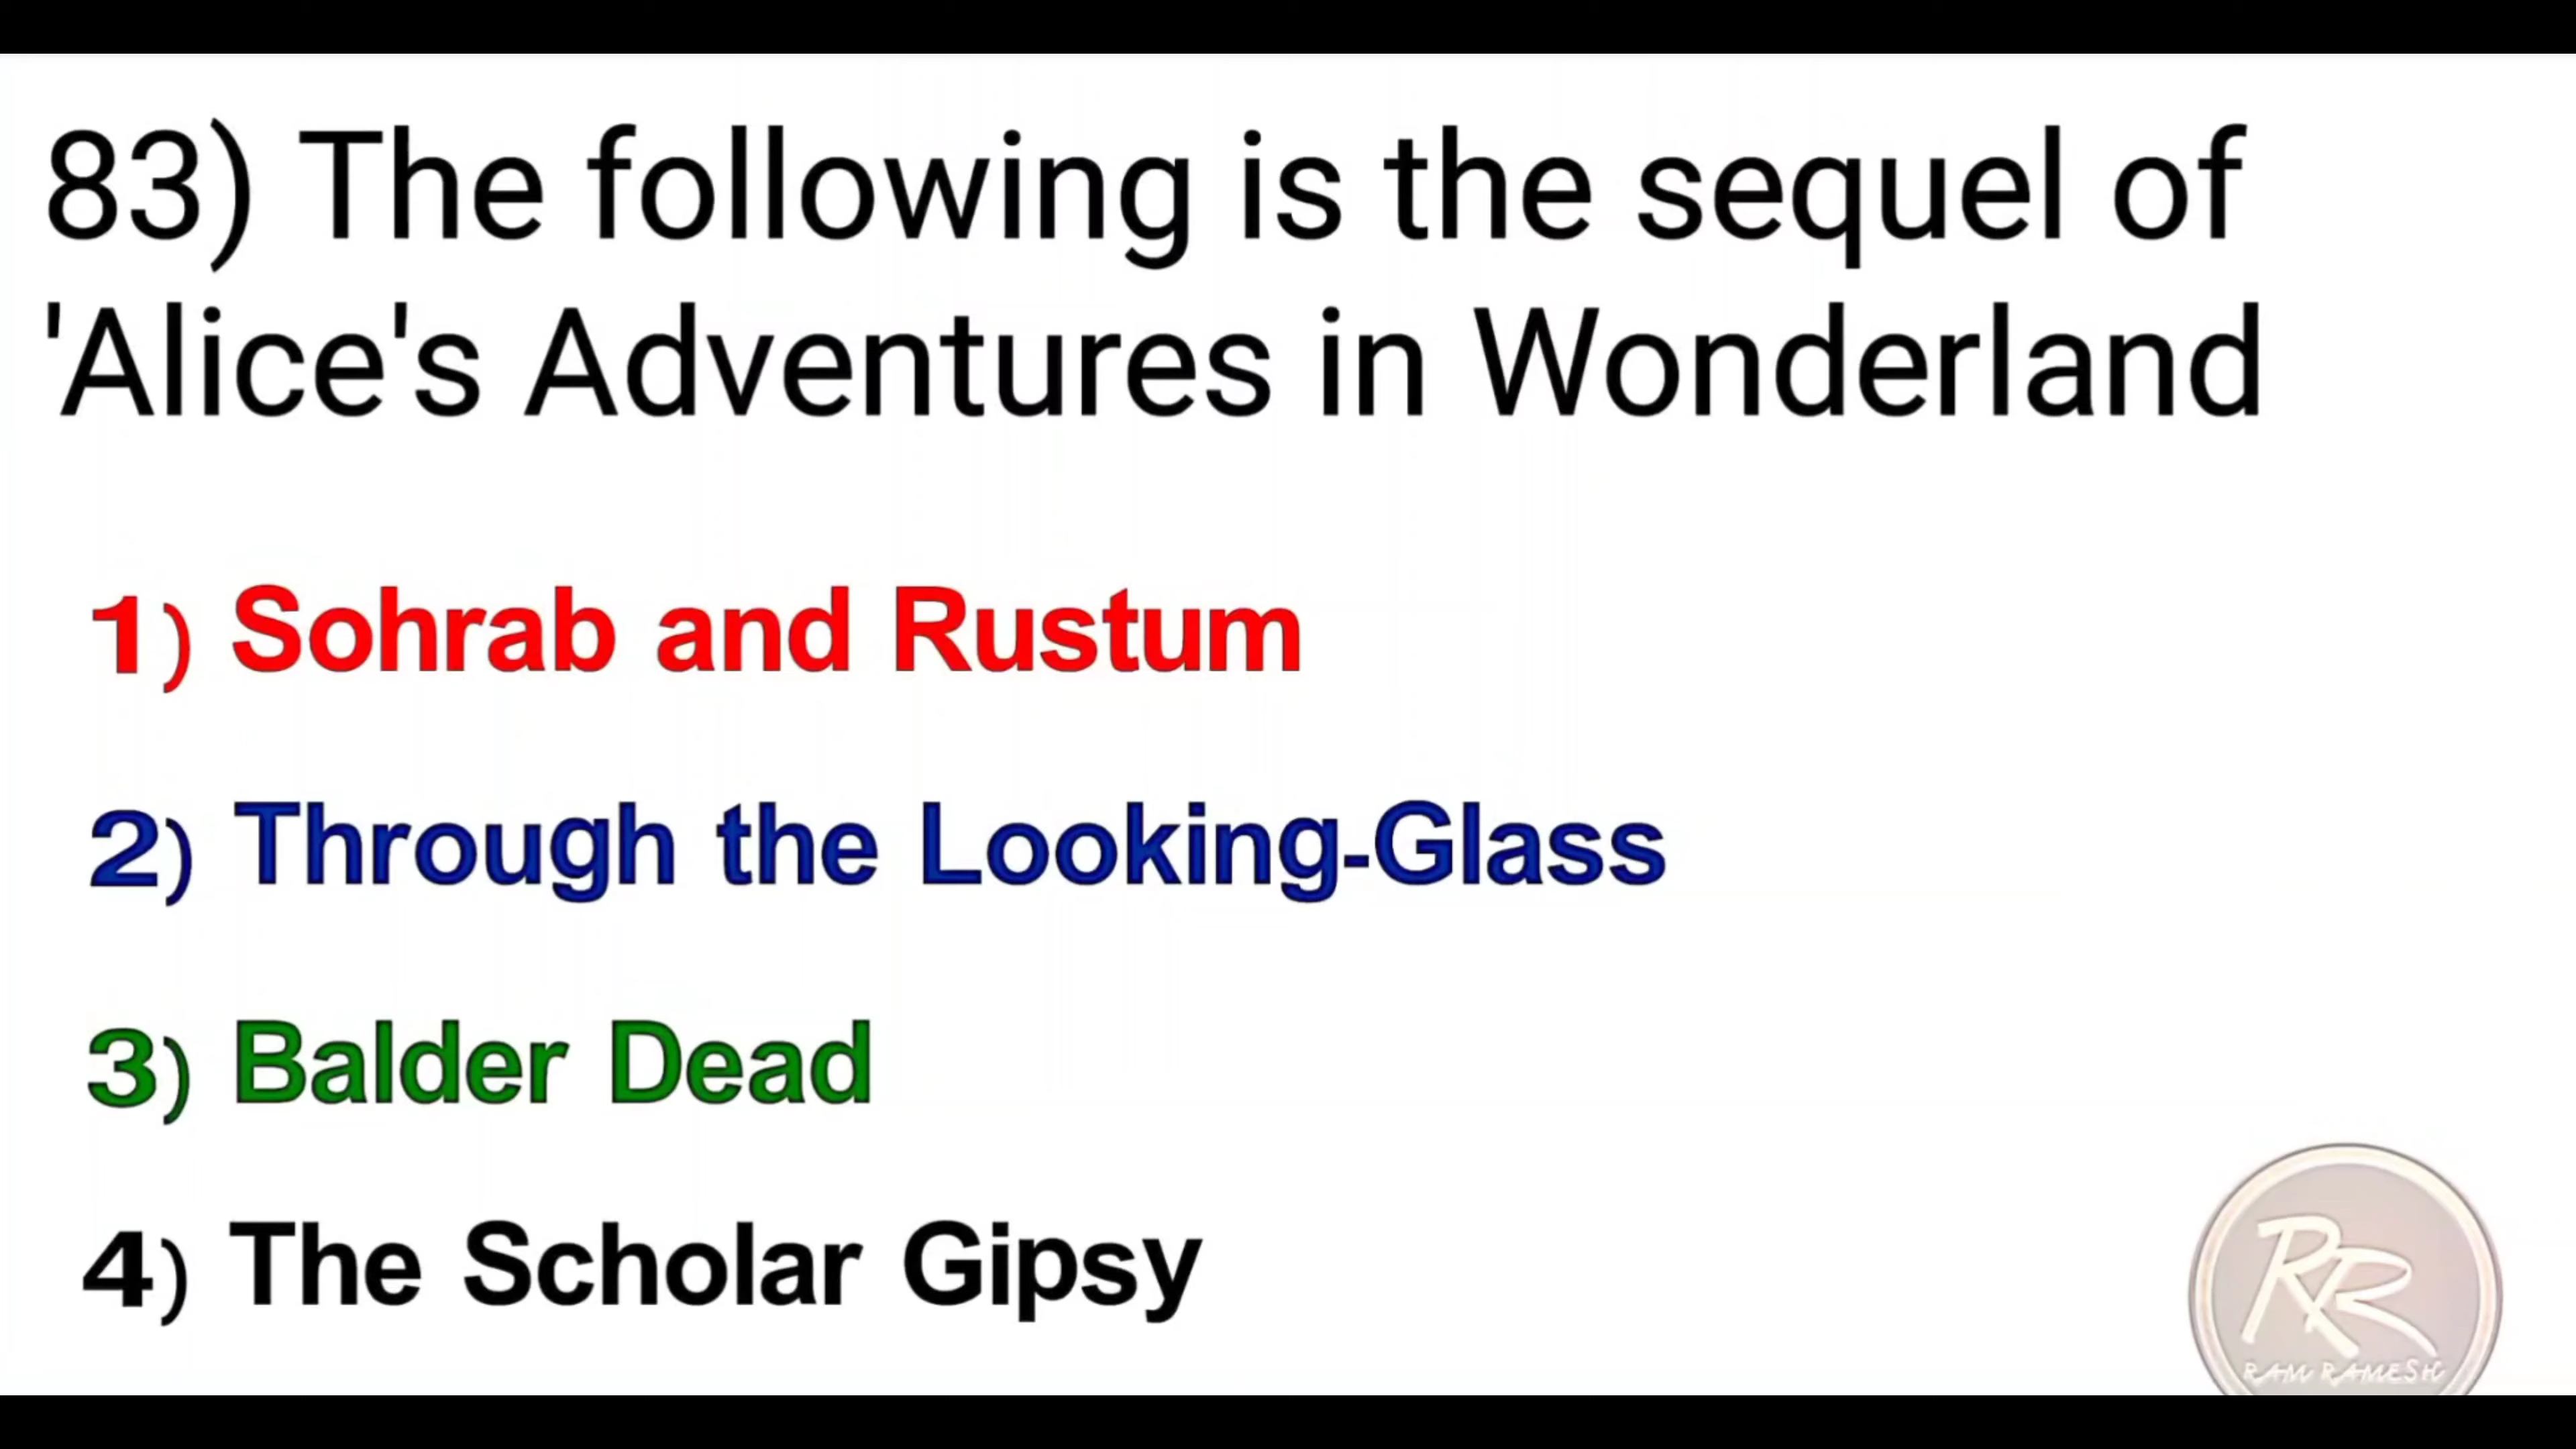 83) The following is the sequel of
'Alice's Adventures in Wonderland
1) Sohrab and Rustum
2) Through the Looking-Glass
3) Balder Dead
4) The Scholar Gipsy
RR
RAM RAMESH